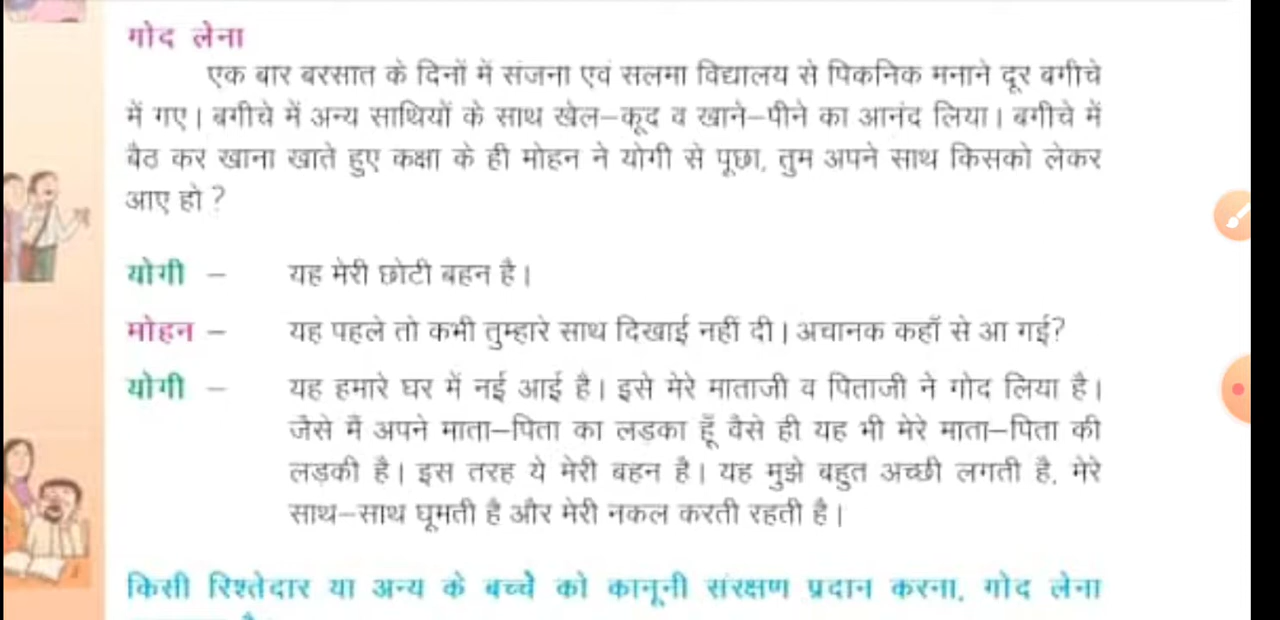 गोद लेना
एक बार बरसात के दिनों में संजना एवं सलमा विद्यालय से पिकनिक मनाने दूर बगीचे
में गए। बगीचे में अन्य साथियों के साथ खेल–कूद व खाने–पीने का आनंद लिया। बगीचे में
बैठ कर खाना खाते हुए कक्षा के ही मोहन ने योगी से पूछा, तुम अपने साथ किसको लेकर
आए हो ?
योगी – यह मेरी छोटी बहन है।
मोहन – यह पहले तो कभी तुम्हारे साथ दिखाई नहीं दी। अचानक कहाँ से आ गई?
योगी – यह हमारे घर में नई आई है। इसे मेरे माताजी व पिताजी ने गोद लिया है।
जैसे मैं अपने माता–पिता का लड़का हूँ वैसे ही यह भी मेरे माता–पिता की
लड़की है। इस तरह ये मेरी बहन है। यह मुझे बहुत अच्छी लगती है, मेरे
साथ–साथ घूमती है और मेरी नकल करती रहती है।
किसी रिश्तेदार या अन्य के बच्चे को कानूनी संरक्षण प्रदान करना, गोद लेना